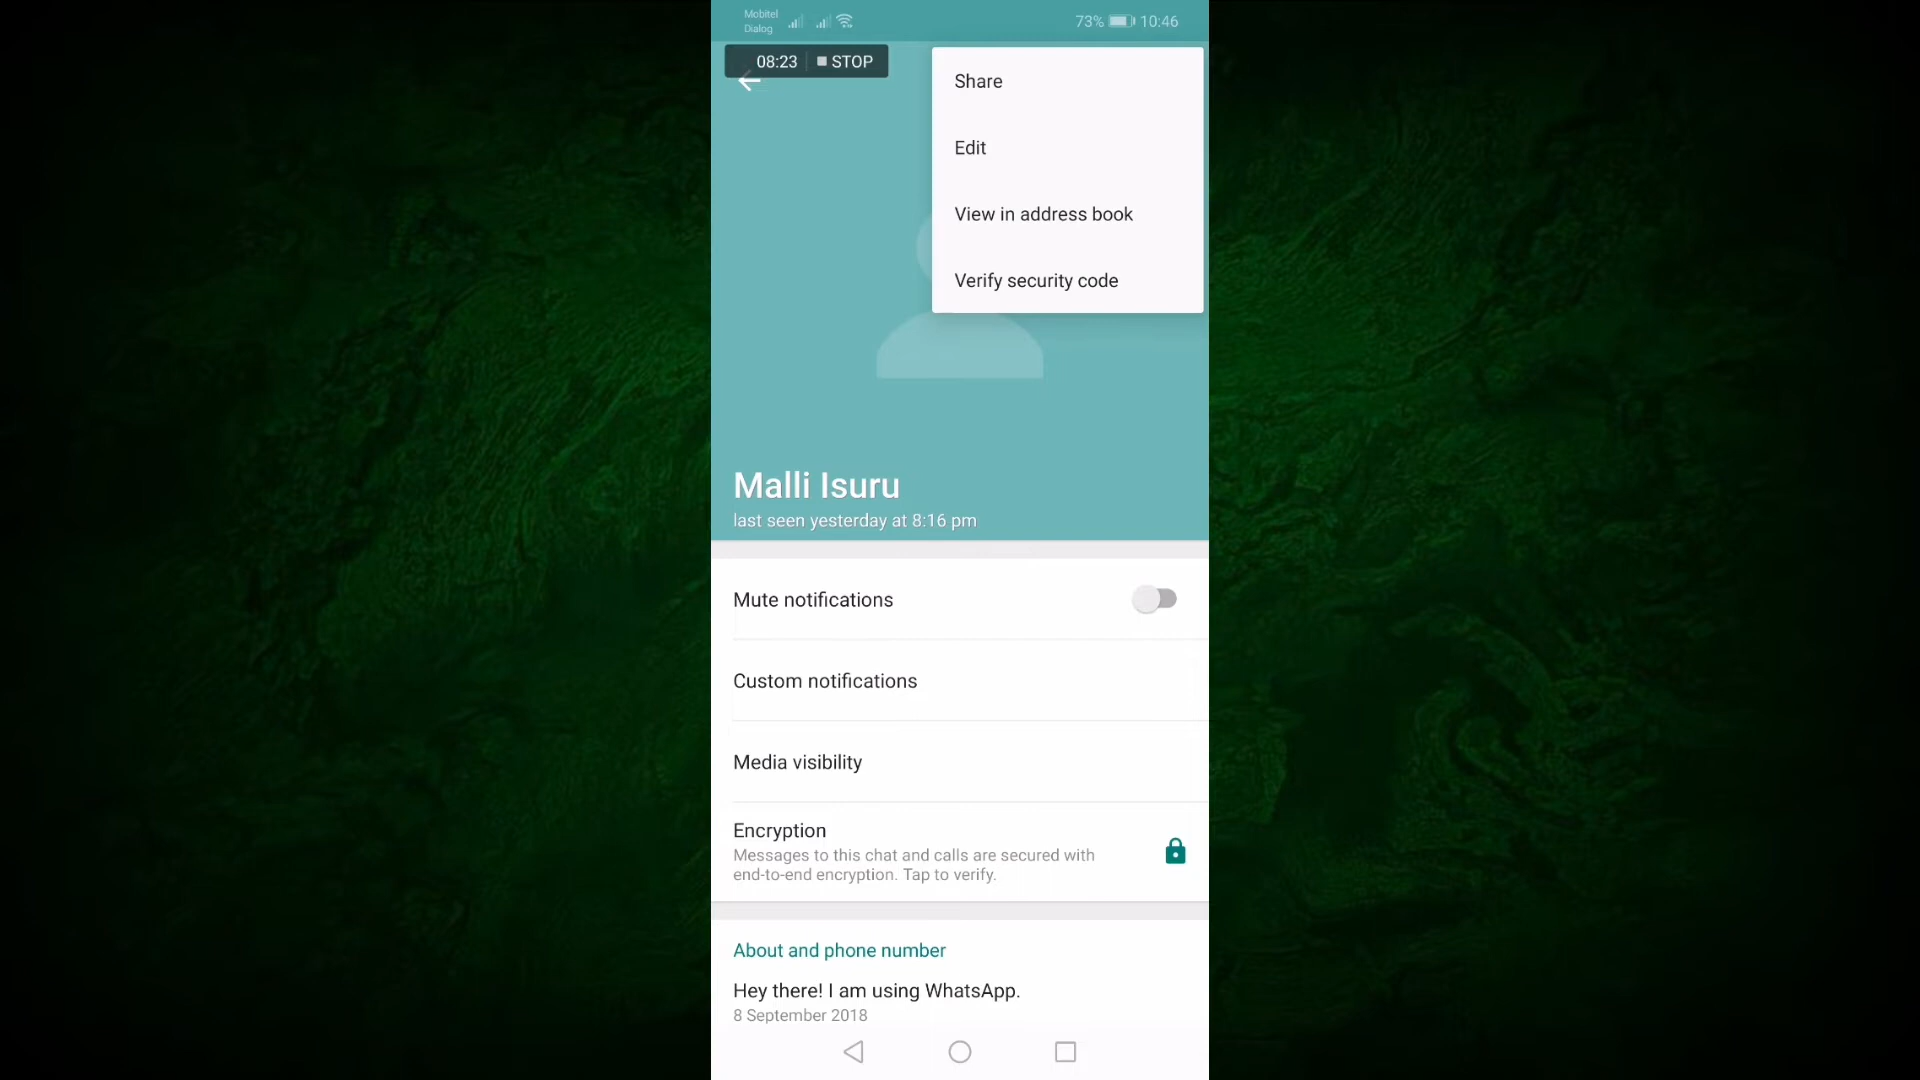 Mobitel
Dialog
73% 10:46
08:23 STOP
Share
Edit
View in address book
Verify security code
Malli Isuru
last seen yesterday at 8:16 pm
Mute notifications
Custom notifications
Media visibility
Encryption
Messages to this chat and calls are secured with
end-to-end encryption. Tap to verify.
About and phone number
Hey there! I am using WhatsApp.
8 September 2018